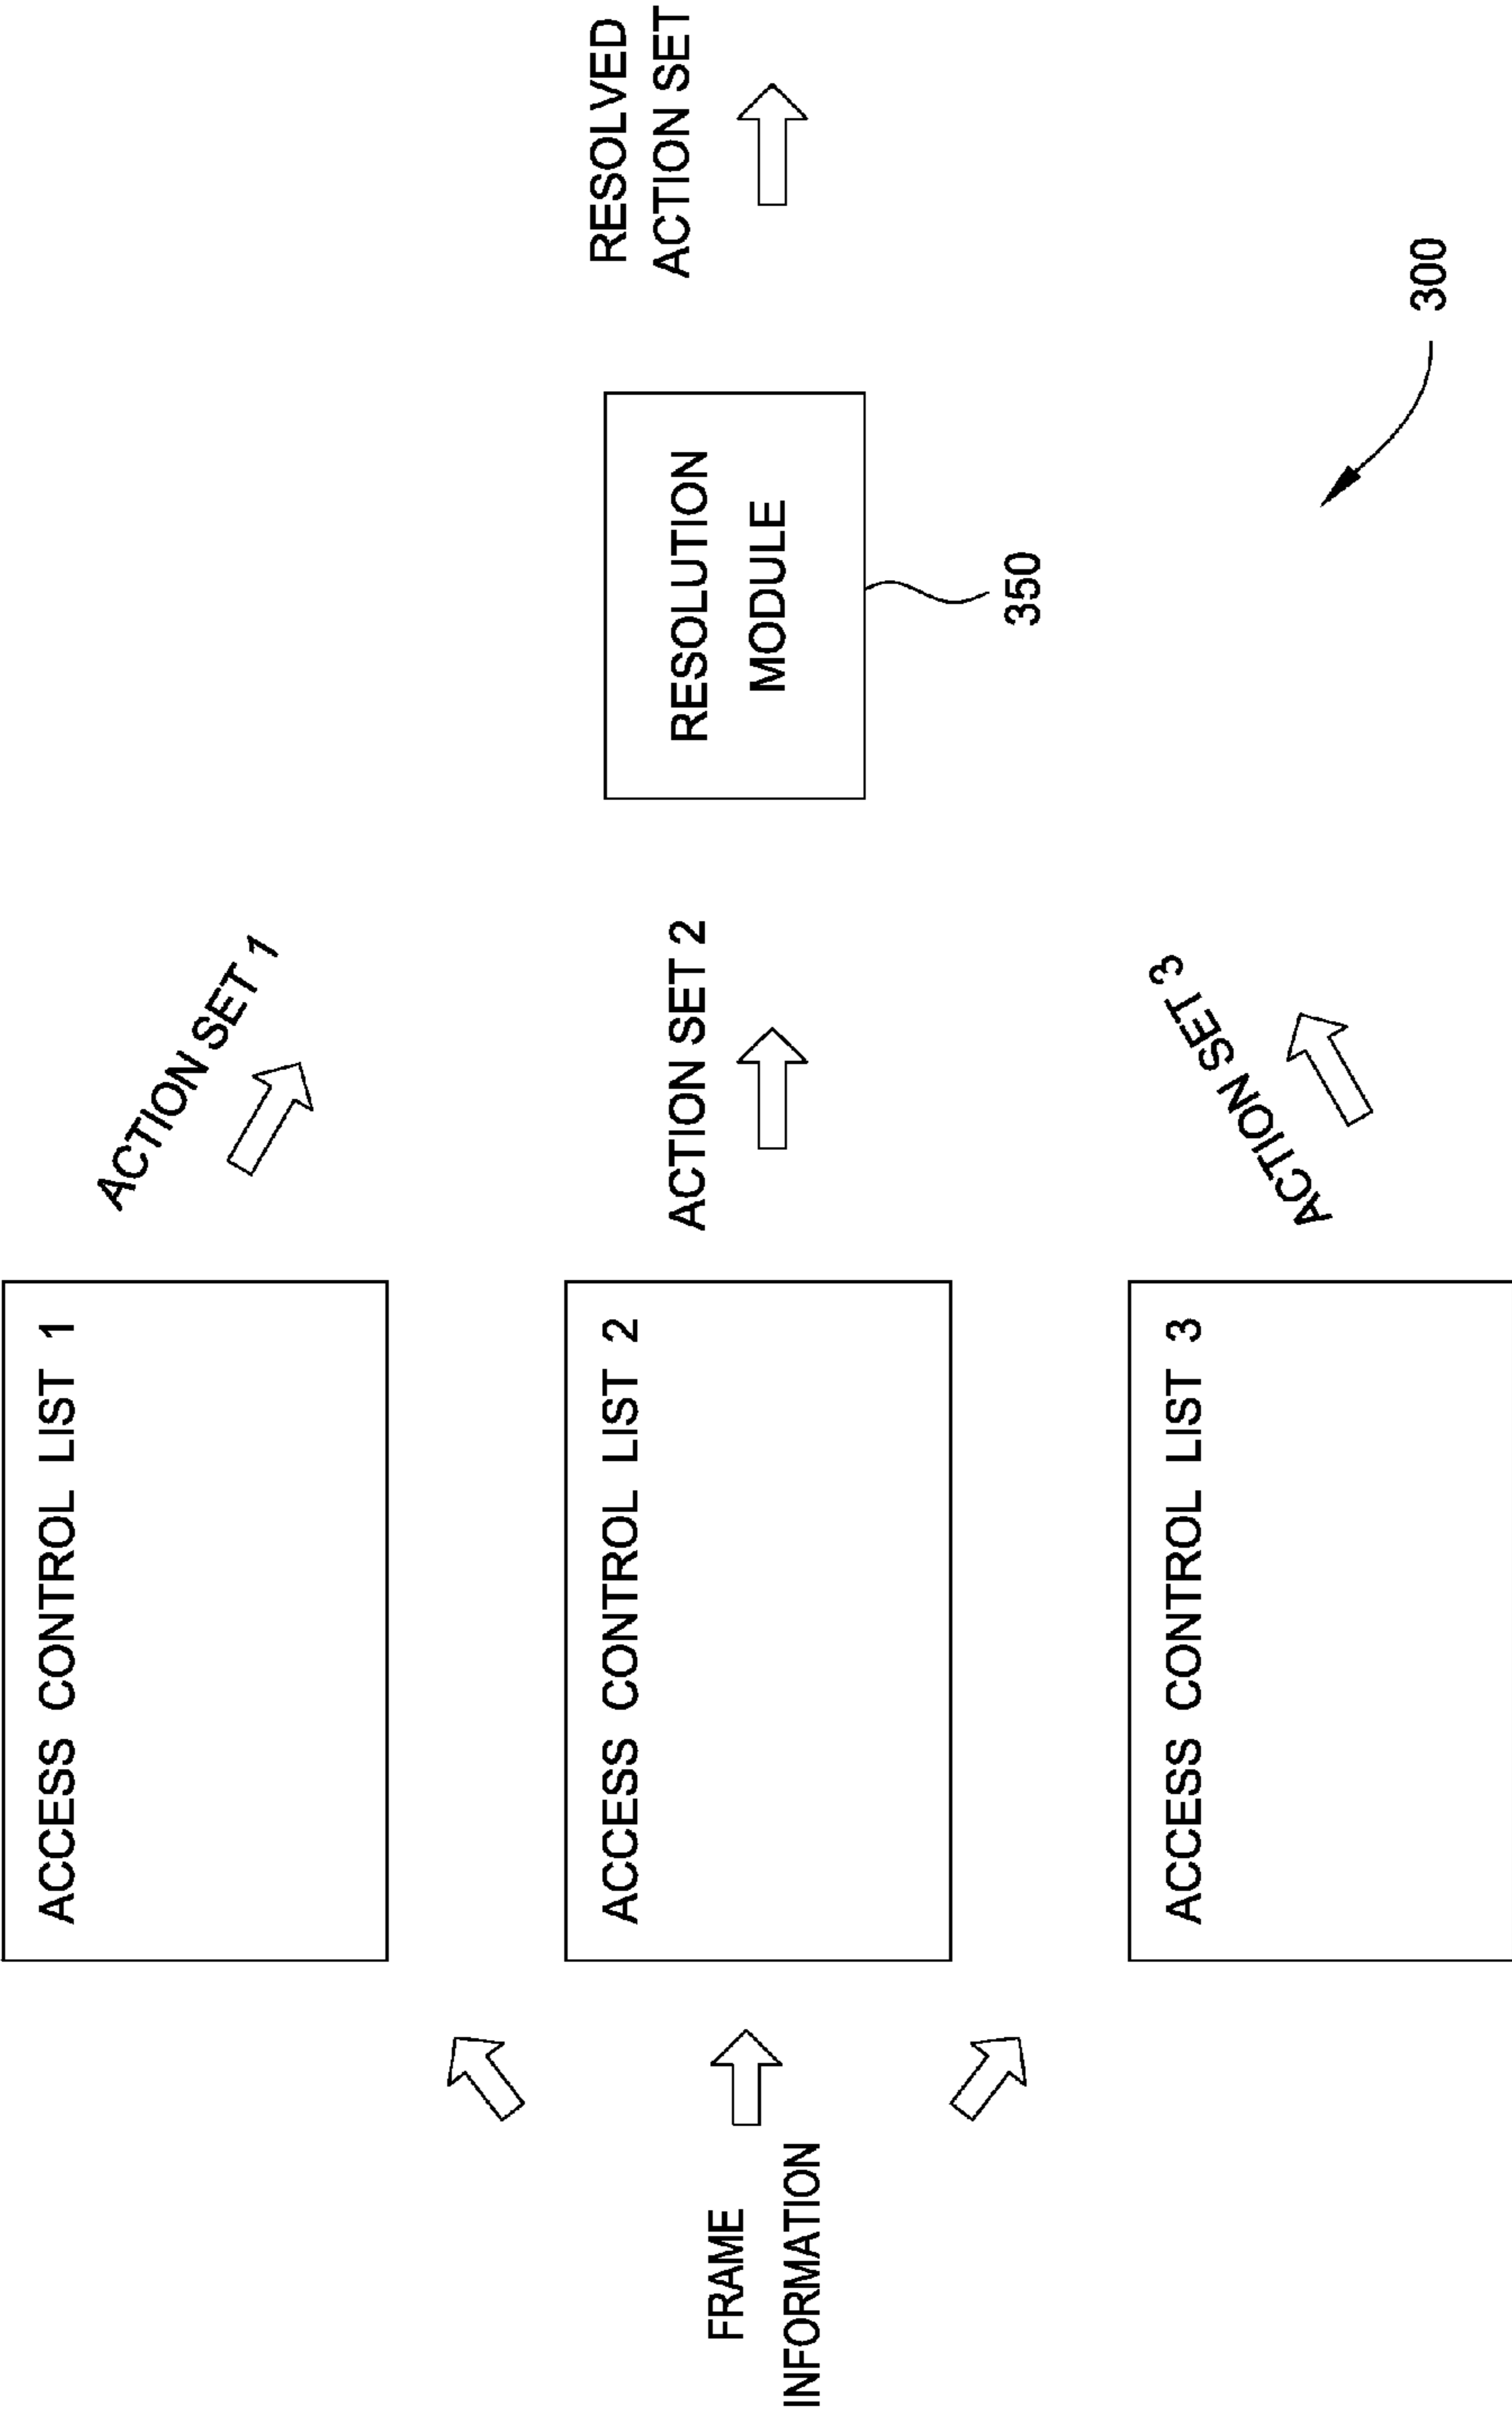 FRAME
INFORMATION
ACCESS CONTROL LIST 1
ACCESS CONTROL LIST 2
ACCESS CONTROL LIST 3
ACTION SET 1
ACTION SET 2
ACTION SET 3
RESOLUTION
MODULE
350
RESOLVED
ACTION SET
300